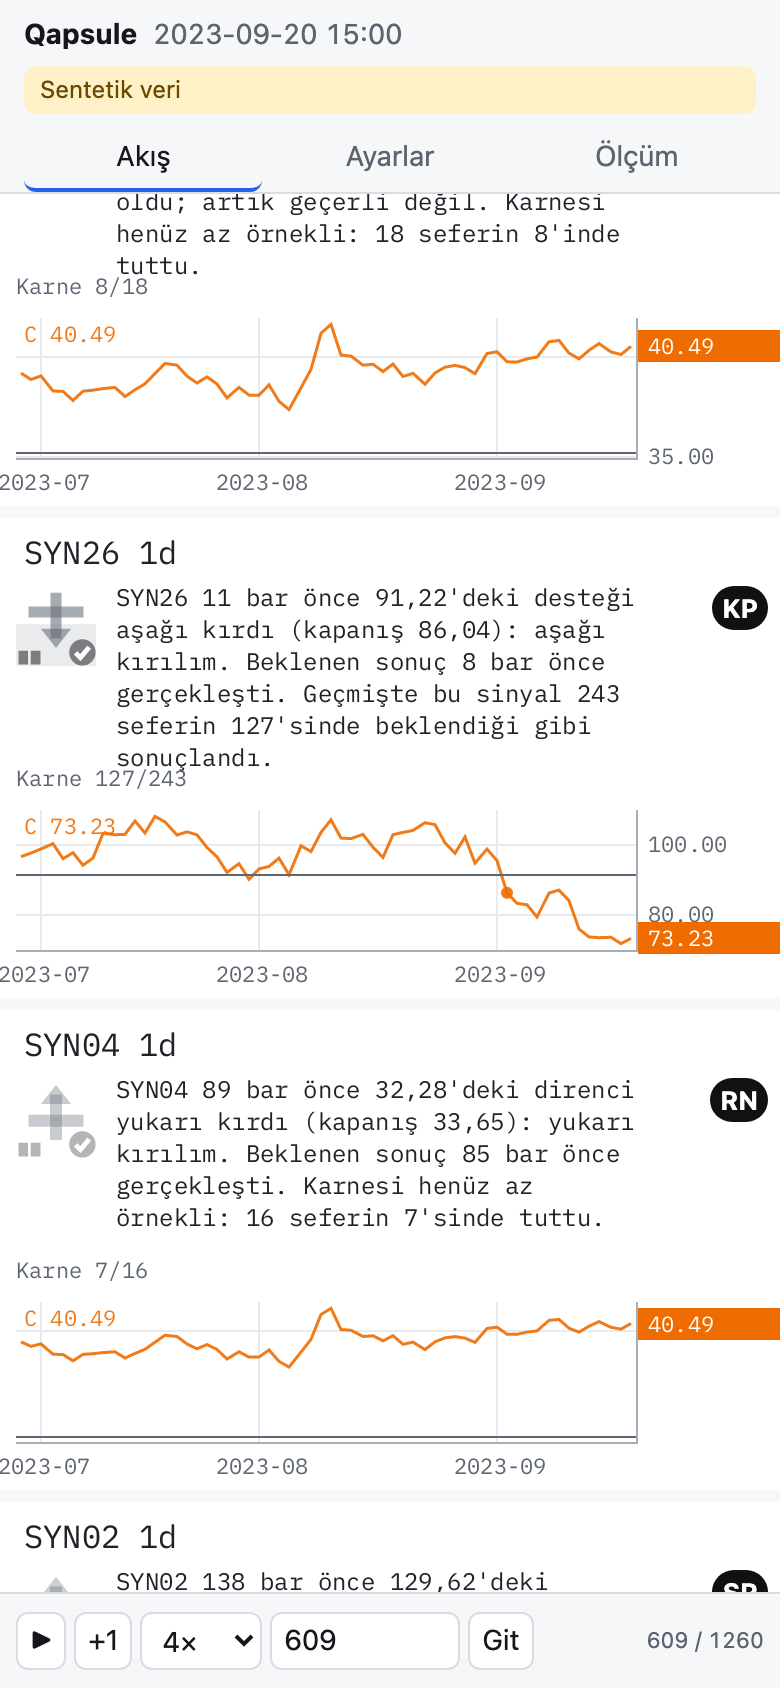 Qapsule 2023-09-20 15:00
Sentetik veri
Akış Ayarlar Ölçüm
oldu; artık geçerli değil. Karnesi
henüz az örnekli: 18 seferin 8'inde
tuttu.
Karne 8/18
C 40.49
40.49
35.00
2023-07 2023-08 2023-09
SYN26 1d
SYN26 11 bar önce 91,22'deki desteği
aşağı kırdı (kapanış 86,04): aşağı
kırılım. Beklenen sonuç 8 bar önce
gerçekleşti. Geçmişte bu sinyal 243
seferin 127'sinde beklendiği gibi
sonuçlandı.
KP
Karne 127/243
C 73.23
100.00
80.00
73.23
2023-07 2023-08 2023-09
SYN04 1d
SYN04 89 bar önce 32,28'deki direnci
yukarı kırdı (kapanış 33,65): yukarı
kırılım. Beklenen sonuç 85 bar önce
gerçekleşti. Karnesi henüz az
örnekli: 16 seferin 7'sinde tuttu.
RN
Karne 7/16
C 40.49
40.49
2023-07 2023-08 2023-09
SYN02 1d
SYN02 138 bar önce 129,62'deki
+1 4× 609 Git 609 / 1260